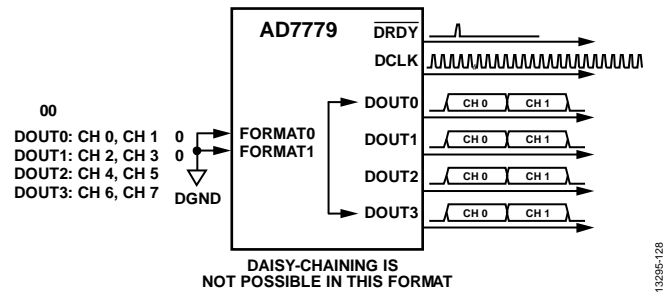 AD7779
DRDY
DCLK
00
DOUT0: CH 0, CH 1 0
DOUT1: CH 2, CH 3 0
DOUT2: CH 4, CH 5
DOUT3: CH 6, CH 7
DGND
FORMAT0
FORMAT1
DOUT0
CH 0 CH 1
DOUT1
CH 0 CH 1
DOUT2
CH 0 CH 1
DOUT3
CH 0 CH 1
DAISY-CHAINING IS
NOT POSSIBLE IN THIS FORMAT
13295-128